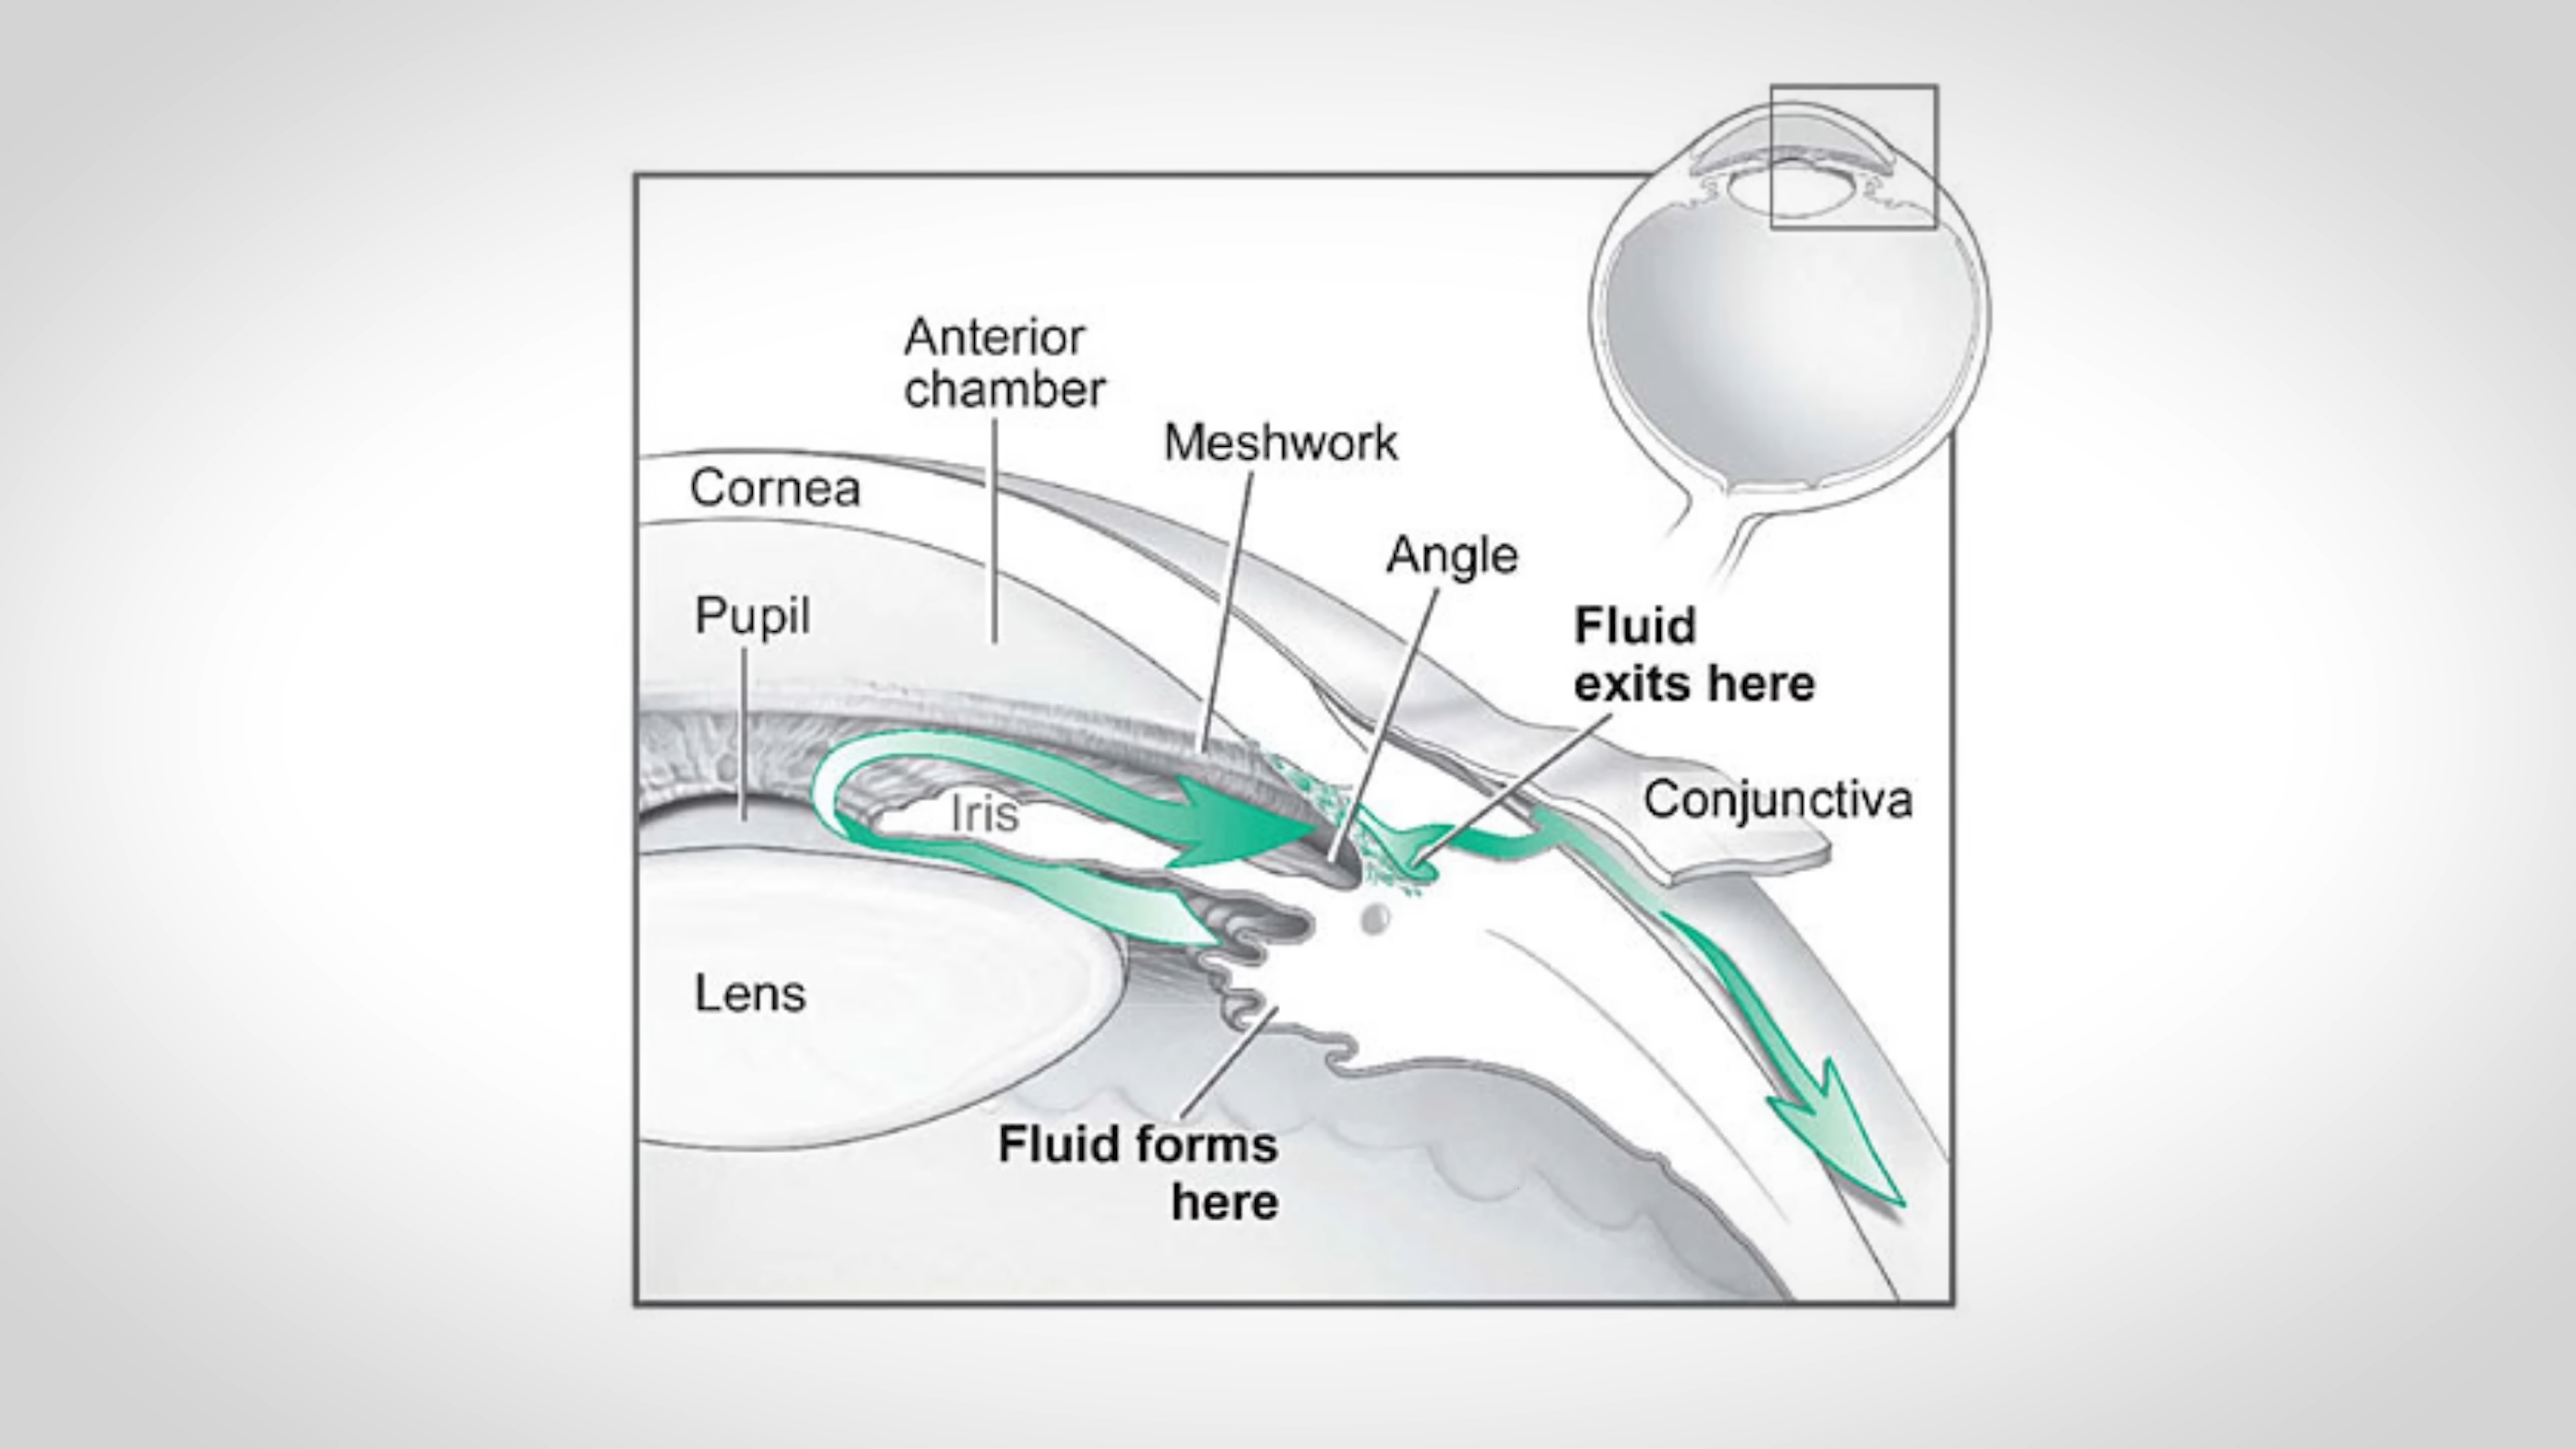 Anterior
chamber
Meshwork
Cornea
Angle
Pupil
Fluid
exits here
Iris
Conjunctiva
Lens
Fluid forms
here